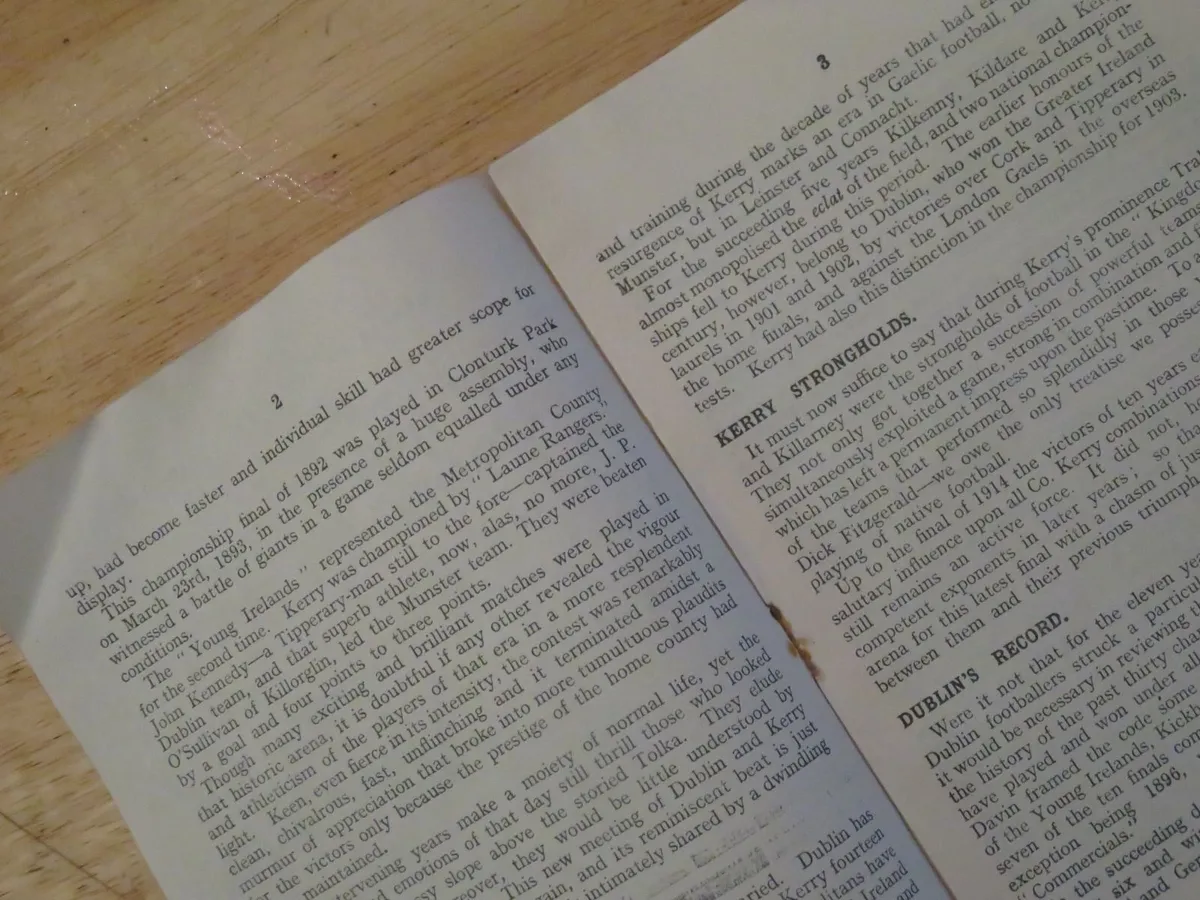 2
up, had become faster and individual skill had greater scope for
display.
This championship final of 1892 was played in Clonturk Park
on March 23rd, 1893, in the presence of a huge assembly, who
witnessed a battle of giants in a game seldom equalled under any
conditions.
The "Young Irelands" represented the Metropolitan County
for the second time. Kerry was championed by "Laune Rangers."
John Kennedy—a Tipperary-man still to the fore—captained the
Dublin team, and that superb athlete, now, alas, no more, J. P.
O'Sullivan of Killorglin, led the Munster team. They were beaten
by a goal and four points to three points.
Though many exciting and brilliant matches were played in
that historic arena, it is doubtful if any other revealed the vigour
and athleticism of the players of that era in a more resplendent
light. Keen, even fierce in its intensity, the contest was remarkably
clean, chivalrous, fast, unflinching and it terminated amidst a
murmur of appreciation that broke into more tumultuous plaudits
the victors only because the prestige of the home county had
maintained.
tervening years make a moiety of normal life, yet the
emotions of that day still thrill those who looked
slope above the storied Tolka. They elude
they would be little understood by
This new meeting of Dublin and Kerry
and its reminiscent beat is just
intimately shared by a dwindling
Dublin has
Kerry fourteen
have
Ireland
and
3
and training during the decade of years that had
resurgence of Kerry marks an era in Gaelic football,
Munster, but in Leinster and Connacht.
For the succeeding five years Kilkenny, Kildare and
almost monopolised the eclat of the field, and two national champion-
ships fell to Kerry during this period. The earlier honours of the
century, however, belong to Dublin, who won the Greater Ireland
laurels in 1901 and 1902, by victories over Cork and Tipperary in
the home finals, and against the London Gaels in the overseas
tests. Kerry had also this distinction in the championship for 1903.
KERRY STRONGHOLDS.
It must now suffice to say that during Kerry's prominence
and Killarney were the strongholds of football in the
They not only got together a succession of powerful
simultaneously exploited a game, strong in combination and
which has left a permanent impress upon the pastime. To
of the teams that performed so splendidly in those
Dick Fitzgerald—we owe the only treatise we
playing of native football.
Up to the final of 1914 the victors of ten years
salutary influence upon all Co. Kerry
still remains an active force. It did not,
competent exponents in later years; so
arena for this latest final with a chasm of
between them and their previous
DUBLIN'S RECORD.
Were it not that for the eleven
Dublin footballers struck a
it would be necessary in reviewing
the history of the past thirty
have played and won under
Davin framed the code
of the Young Irelands,
seven of the ten finals
exception being 1896,
"Commercials."
the succeeding
six and
and